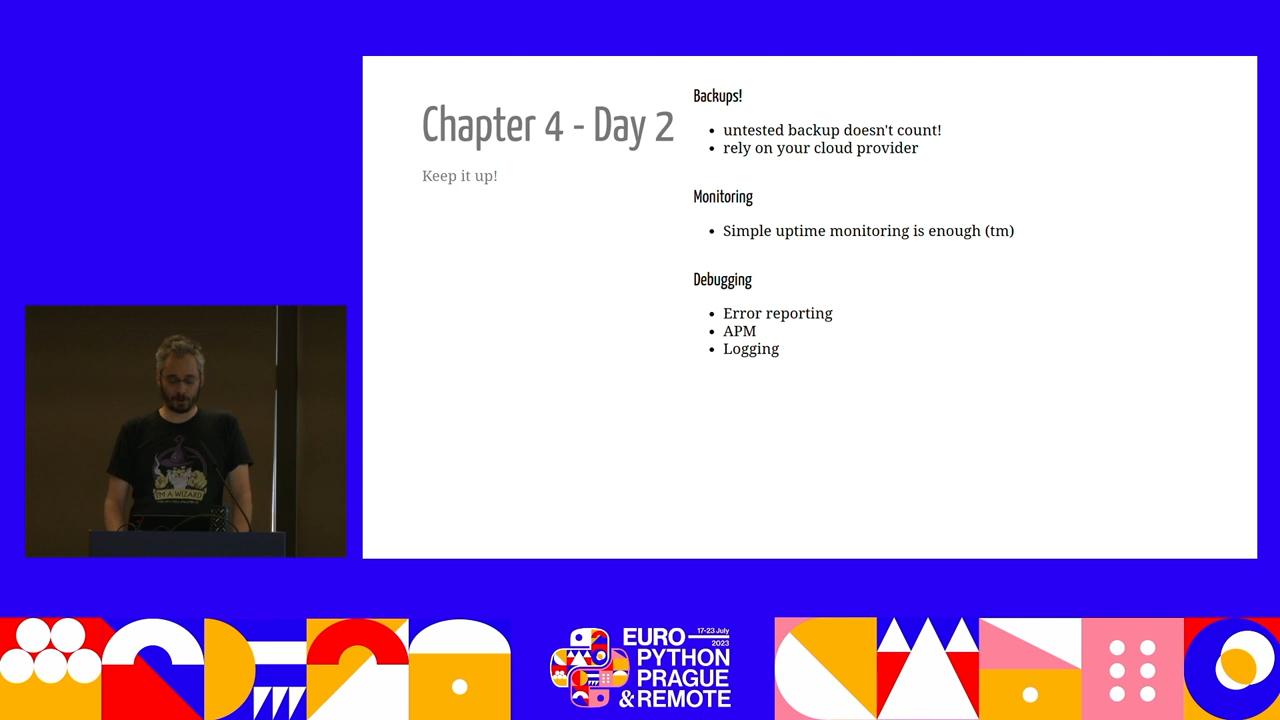 Chapter 4 - Day 2
Keep it up!
Backups!
• untested backup doesn't count!
• rely on your cloud provider
Monitoring
• Simple uptime monitoring is enough (tm)
Debugging
• Error reporting
• APM
• Logging
I'M A WIZARD
17-23 July
2023
EURO
PYTHON
PRAGUE
& REMOTE